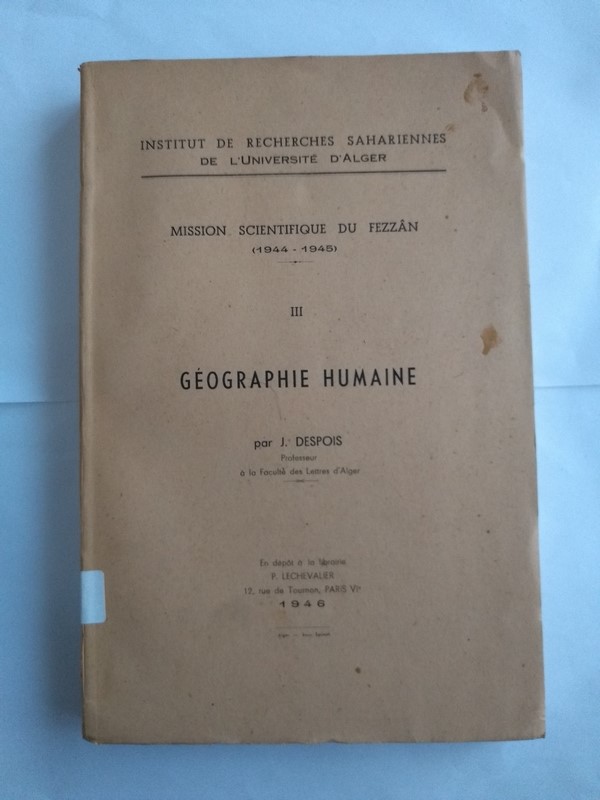 INSTITUT DE RECHERCHES SAHARIENNES
DE L'UNIVERSITÉ D'ALGER
MISSION SCIENTIFIQUE DU FEZZÂN
(1944 - 1945)
III
GÉOGRAPHIE HUMAINE
par J. DESPOIS
Professeur
à la Faculté des Lettres d'Alger
En dépôt à la librairie
P. LECHEVALIER
12, rue de Tournon, PARIS VIe
1946